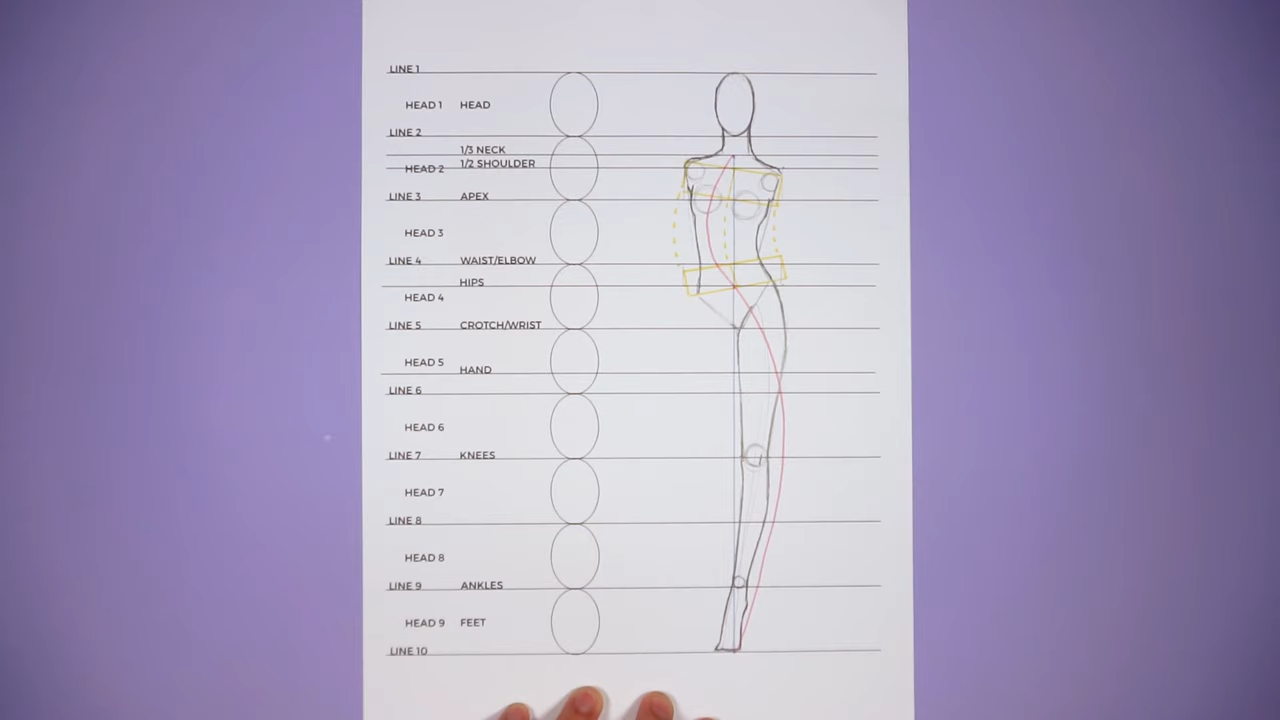 LINE 1
HEAD 1 HEAD
LINE 2
1/3 NECK
1/2 SHOULDER
HEAD 2
LINE 3 APEX
HEAD 3
LINE 4 WAIST/ELBOW
HIPS
HEAD 4
LINE 5 CROTCH/WRIST
HEAD 5
HAND
LINE 6
HEAD 6
LINE 7 KNEES
HEAD 7
LINE 8
HEAD 8
LINE 9 ANKLES
HEAD 9 FEET
LINE 10